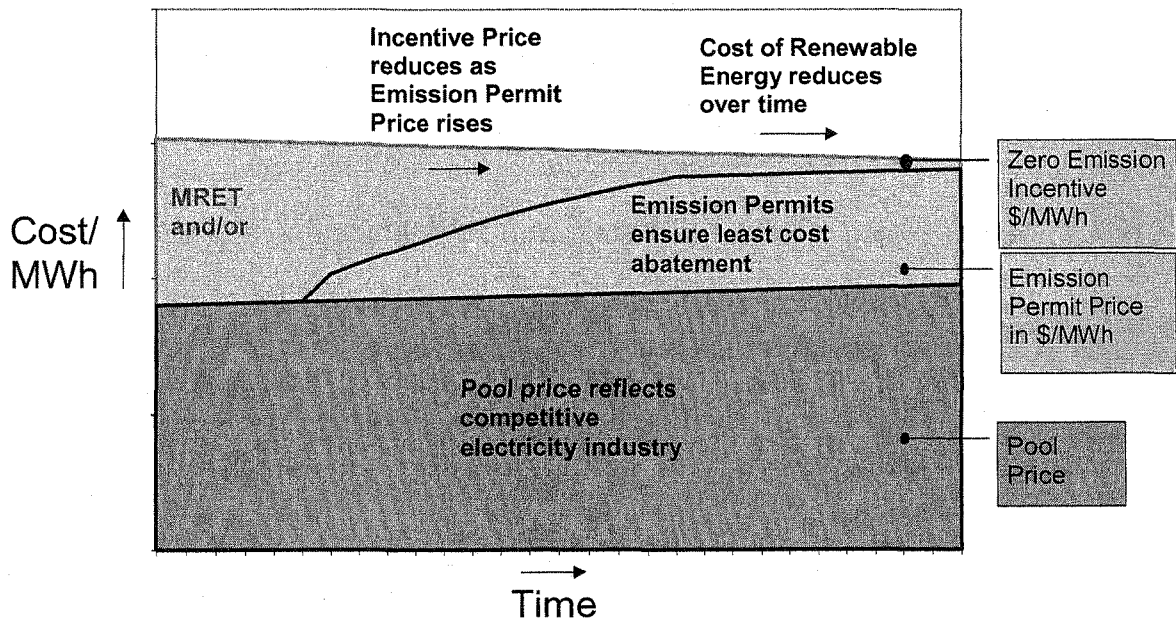 Incentive Price
reduces as
Emission Permit
Price rises
Cost of Renewable
Energy reduces
over time
MRET
and/or
Cost/
MWh
Emission Permits
ensure least cost
abatement
Pool price reflects
competitive
electricity industry
Zero Emission
Incentive
$/MWh
Emission
Permit Price
in $/MWh
Pool
Price
Time